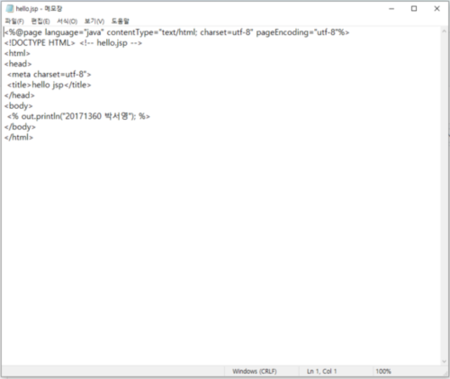 hello.jsp - 메모장
파일(F) 편집(E) 서식(O) 보기(V) 도움말
<%@page language="java" contentType="text/html; charset=utf-8" pageEncoding="utf-8"%>
<!DOCTYPE HTML> <!-- hello.jsp -->
<html>
<head>
<meta charset=utf-8">
<title>hello jsp</title>
</head>
<body>
<% out.println("20171360 박서영"); %>
</body>
</html>
Windows (CRLF) Ln 1, Col 1 100%